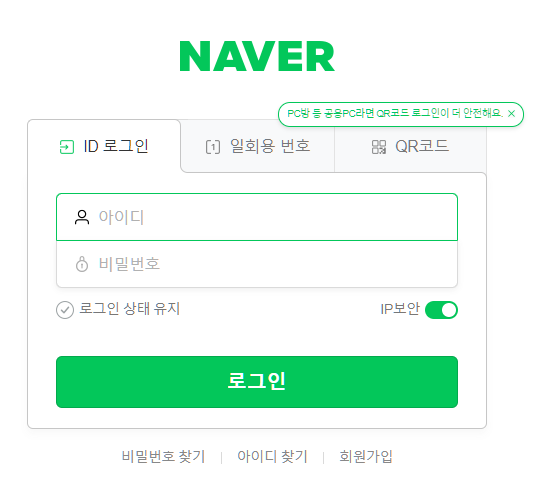 NAVER
PC방 등 공용PC라면 QR코드 로그인이 더 안전해요. ×
ID 로그인
1 일회용 번호
QR코드
아이디
비밀번호
로그인 상태 유지
IP보안
로그인
비밀번호 찾기 | 아이디 찾기 | 회원가입